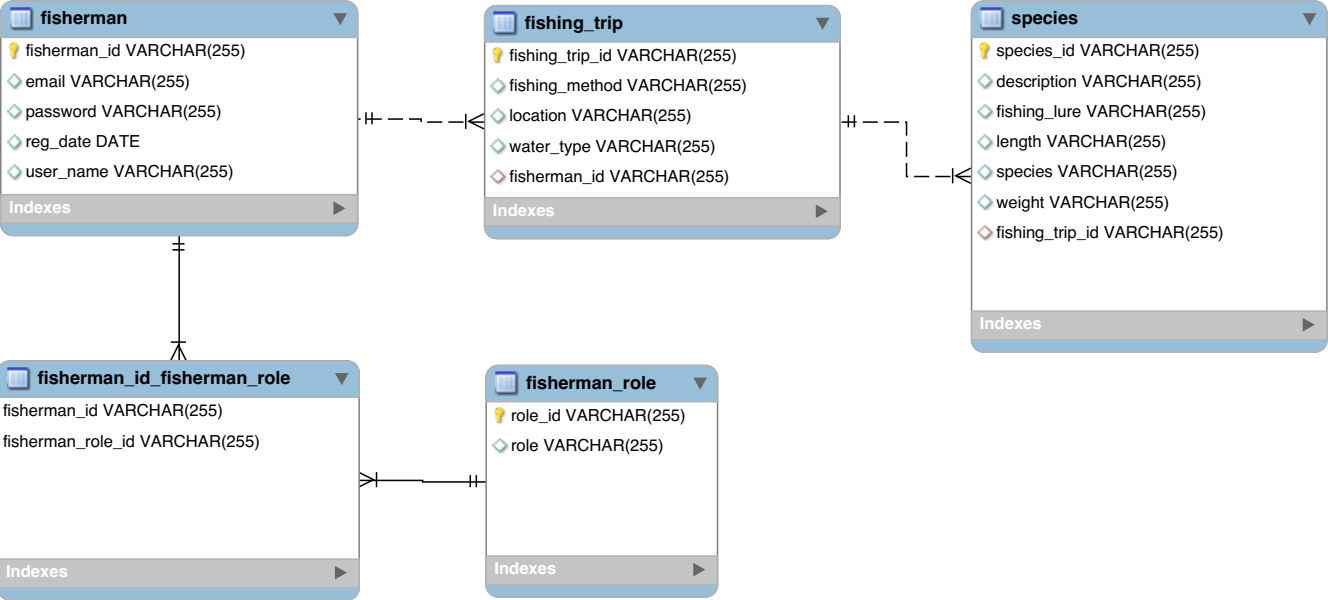 fisherman
fisherman_id VARCHAR(255)
email VARCHAR(255)
password VARCHAR(255)
reg_date DATE
user_name VARCHAR(255)
Indexes
fishing_trip
fishing_trip_id VARCHAR(255)
fishing_method VARCHAR(255)
location VARCHAR(255)
water_type VARCHAR(255)
fisherman_id VARCHAR(255)
Indexes
species
species_id VARCHAR(255)
description VARCHAR(255)
fishing_lure VARCHAR(255)
length VARCHAR(255)
species VARCHAR(255)
weight VARCHAR(255)
fishing_trip_id VARCHAR(255)
Indexes
fisherman_id_fisherman_role
fisherman_id VARCHAR(255)
fisherman_role_id VARCHAR(255)
Indexes
fisherman_role
role_id VARCHAR(255)
role VARCHAR(255)
Indexes